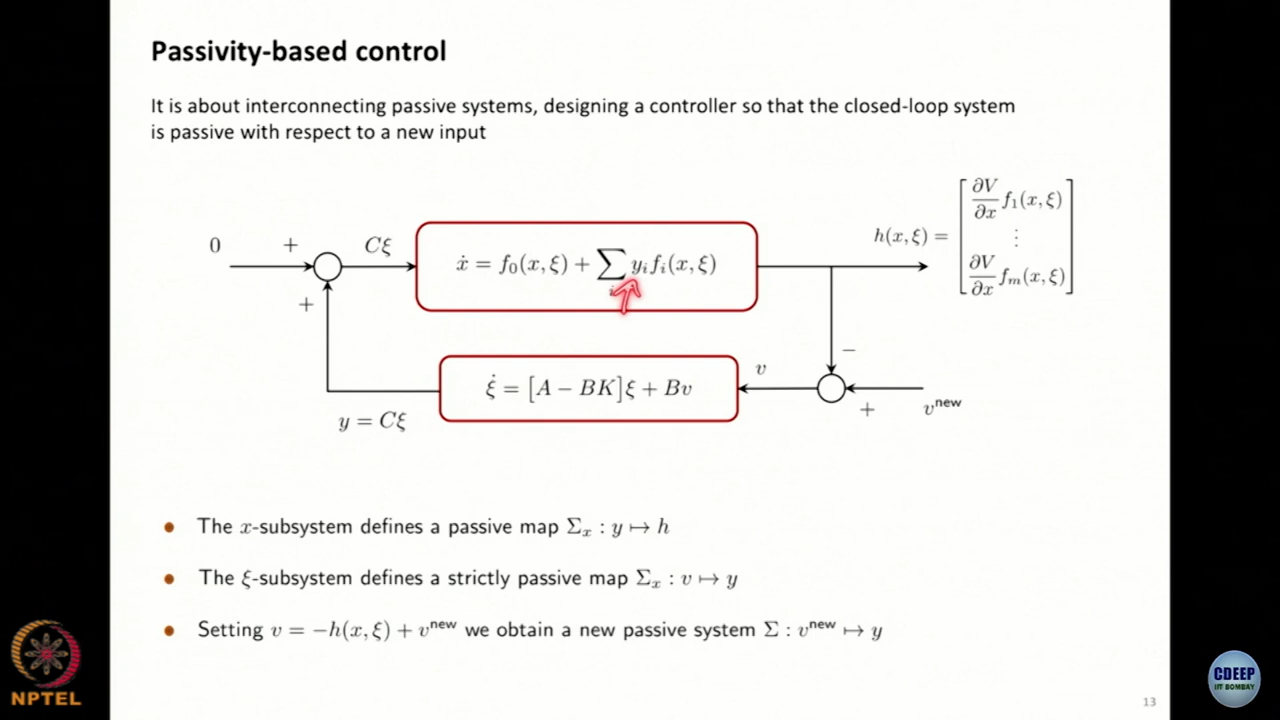 Passivity-based control
It is about interconnecting passive systems, designing a controller so that the closed-loop system
is passive with respect to a new input
0
+
Cξ
ẋ = f₀(x, ξ) + ∑ yᵢfᵢ(x, ξ)
h(x, ξ) = [ ∂V/∂x f₁(x, ξ)
⋮
∂V/∂x fₘ(x, ξ) ]
+
ξ̇ = [A − BK]ξ + Bv
v
−
+
vⁿᵉʷ
y = Cξ
• The x-subsystem defines a passive map Σₓ : y ↦ h
• The ξ-subsystem defines a strictly passive map Σₓ : v ↦ y
• Setting v = −h(x, ξ) + vⁿᵉʷ we obtain a new passive system Σ : vⁿᵉʷ ↦ y
NPTEL
CDEEP
IIT BOMBAY
13